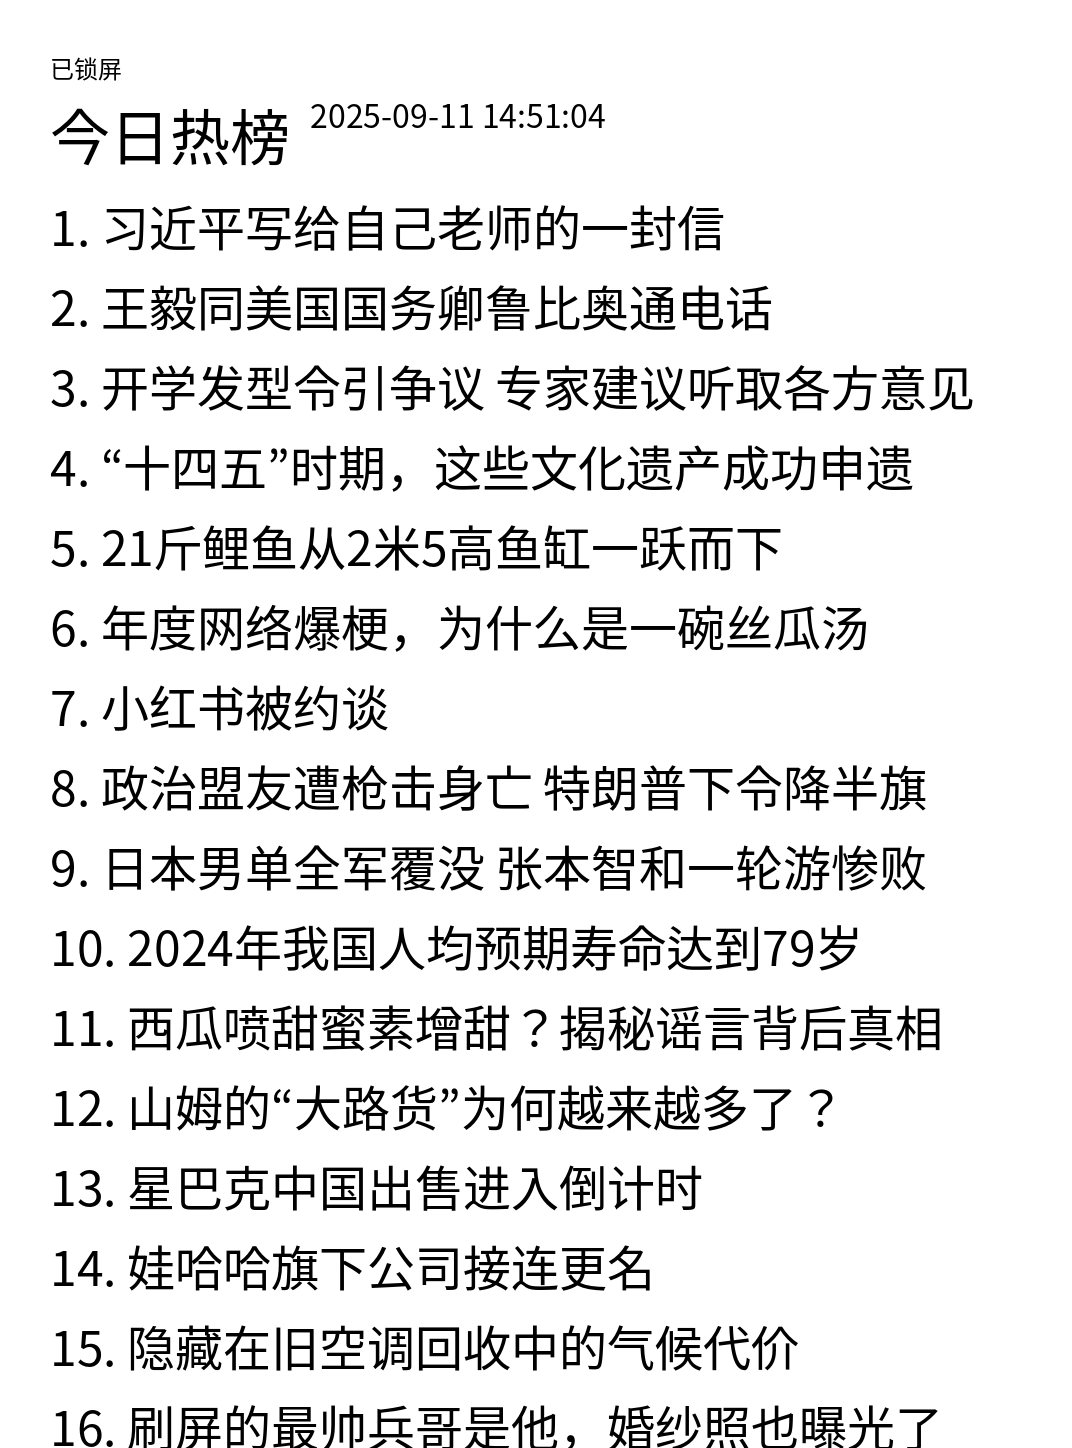 已锁屏
今日热榜 2025-09-11 14:51:04
1. 习近平写给自己老师的一封信
2. 王毅同美国国务卿鲁比奥通电话
3. 开学发型令引争议 专家建议听取各方意见
4. “十四五”时期，这些文化遗产成功申遗
5. 21斤鲤鱼从2米5高鱼缸一跃而下
6. 年度网络爆梗，为什么是一碗丝瓜汤
7. 小红书被约谈
8. 政治盟友遭枪击身亡 特朗普下令降半旗
9. 日本男单全军覆没 张本智和一轮游惨败
10. 2024年我国人均预期寿命达到79岁
11. 西瓜喷甜蜜素增甜？揭秘谣言背后真相
12. 山姆的“大路货”为何越来越多了？
13. 星巴克中国出售进入倒计时
14. 娃哈哈旗下公司接连更名
15. 隐藏在旧空调回收中的气候代价
16. 刷屏的最帅兵哥是他，婚纱照也曝光了